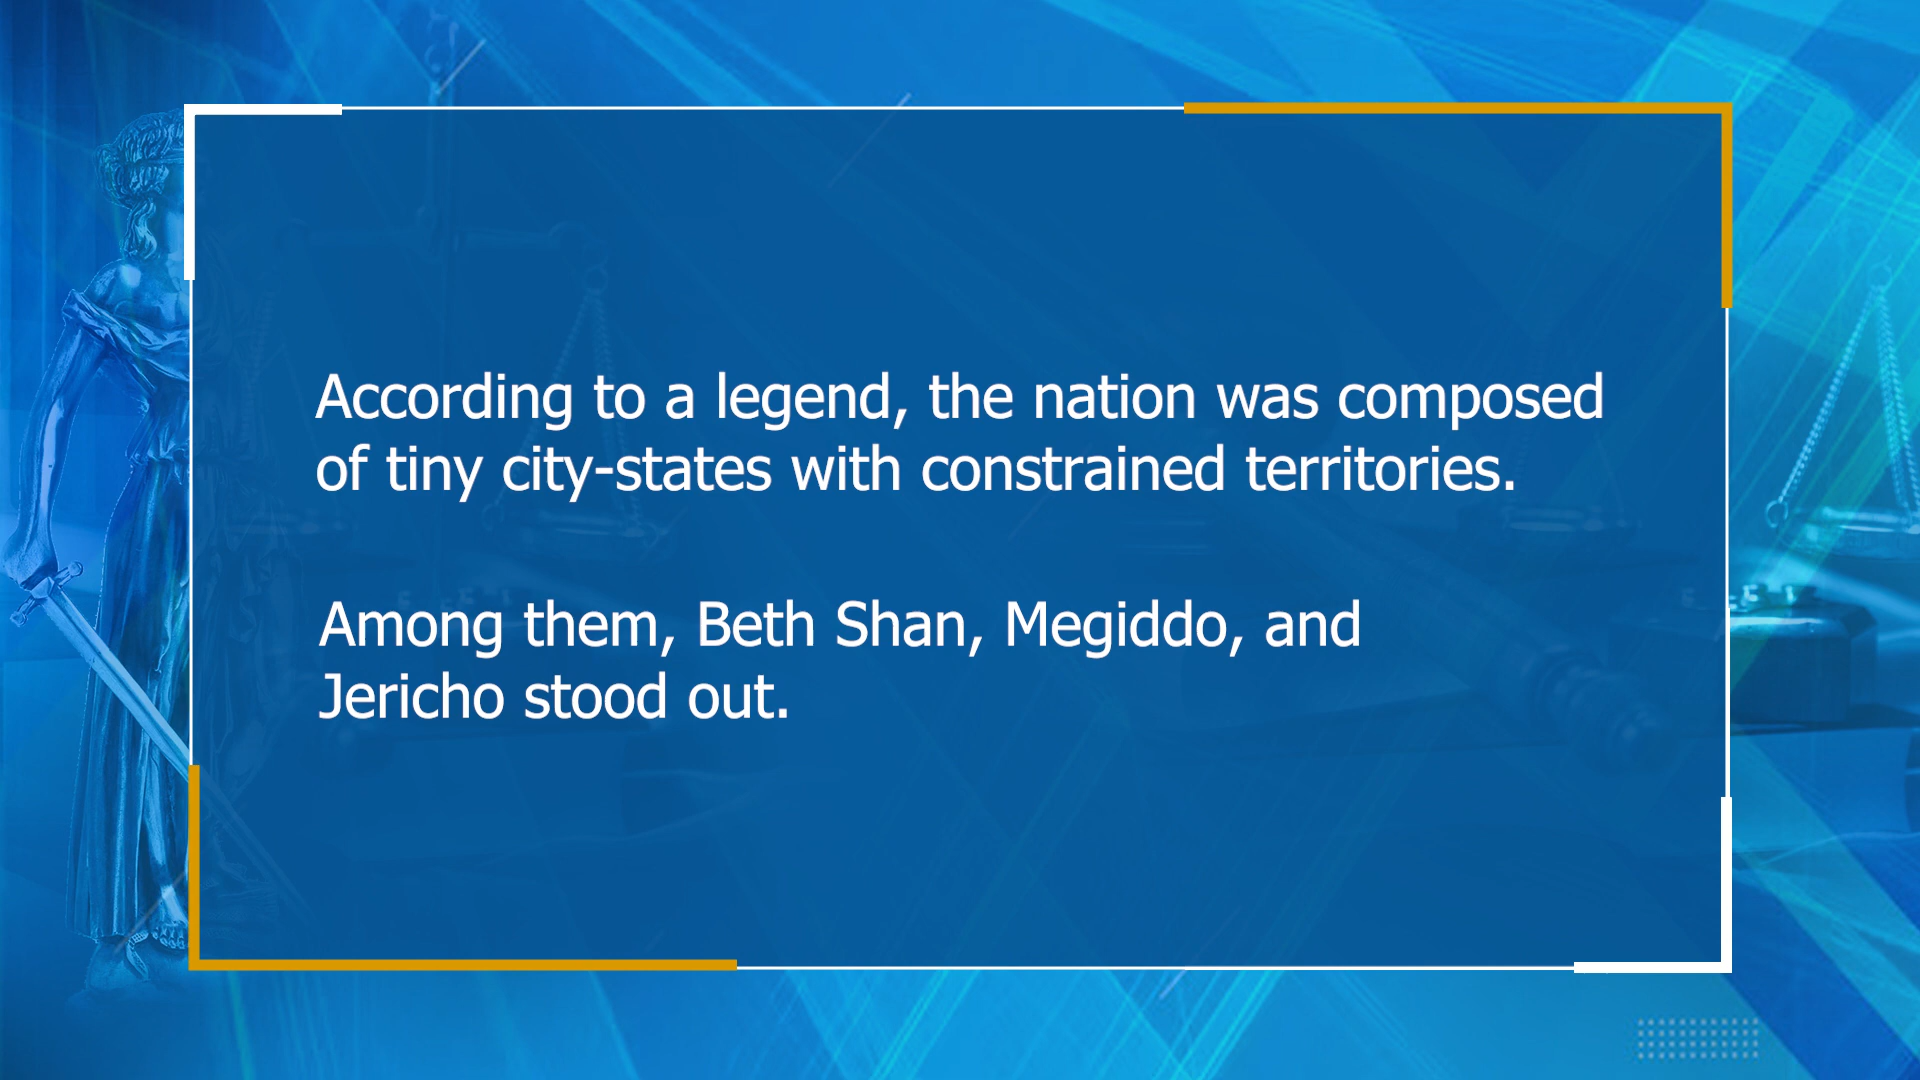 According to a legend, the nation was composed
of tiny city-states with constrained territories.
Among them, Beth Shan, Megiddo, and
Jericho stood out.